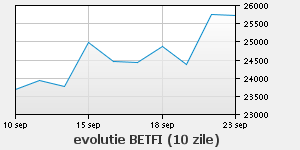 26000
25500
25000
24500
24000
23500
23000
10 sep
15 sep
18 sep
23 sep
evolutie BETFI (10 zile)